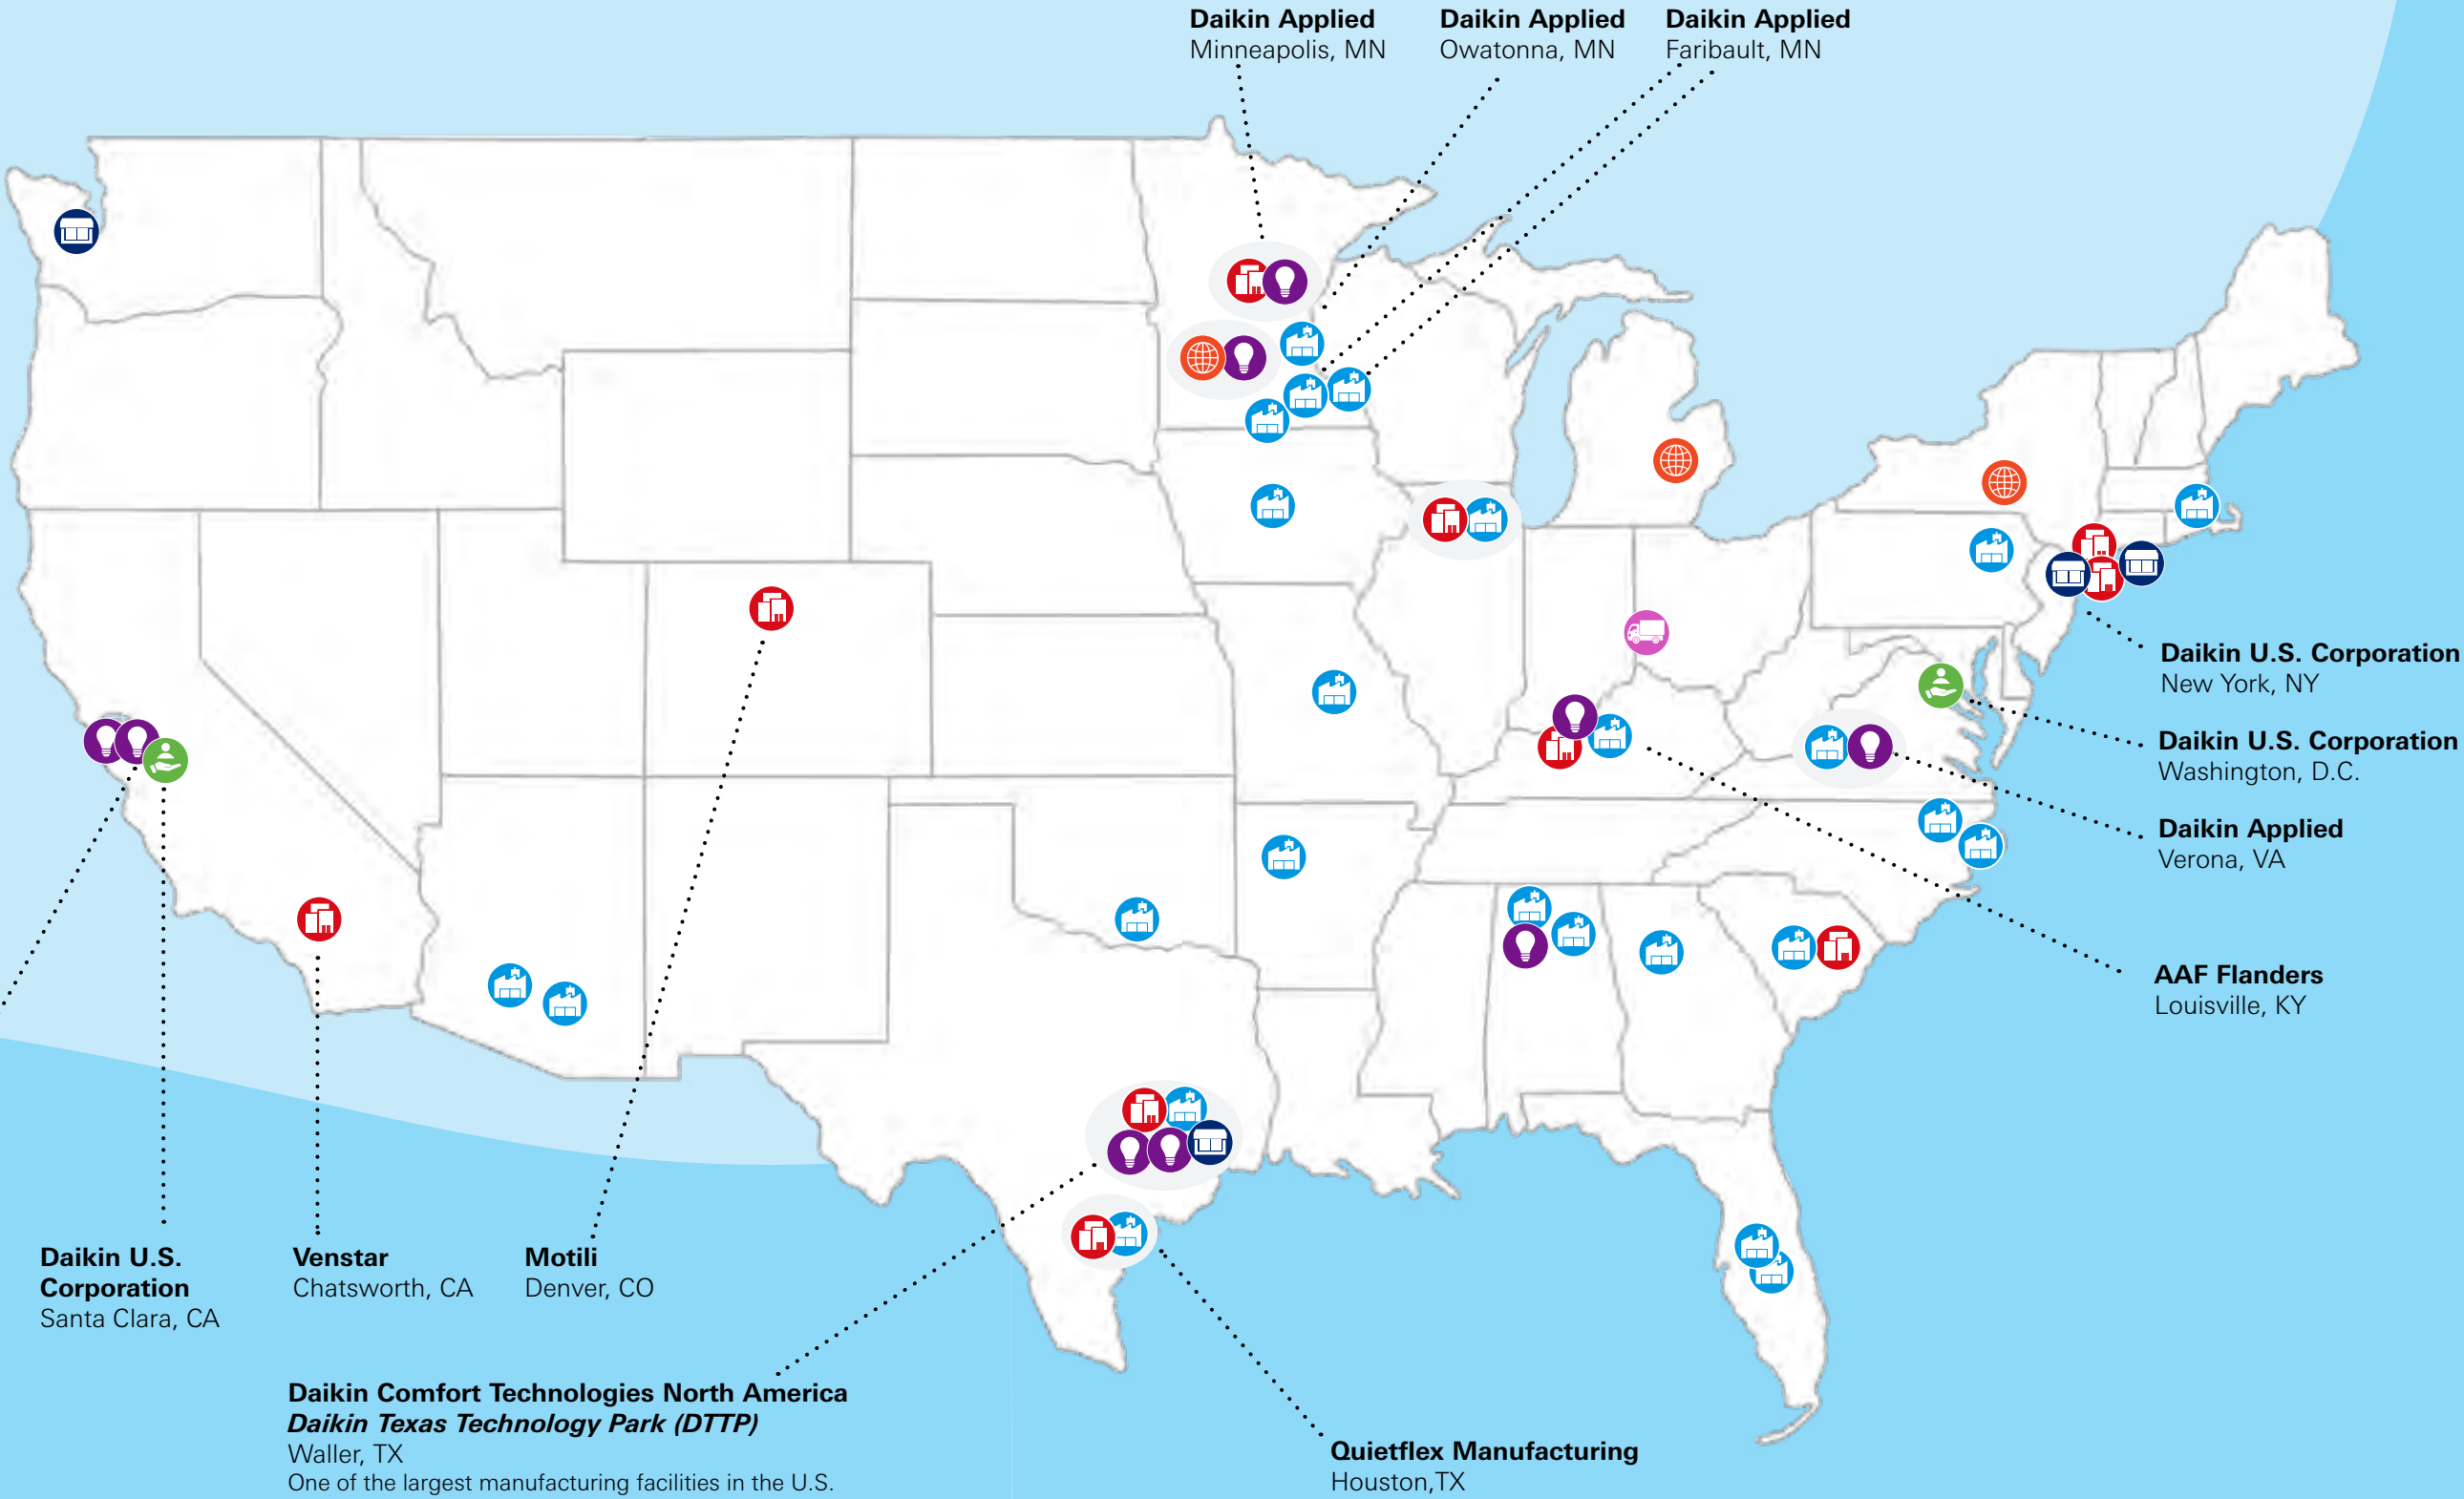 Daikin Applied
Minneapolis, MN
Daikin Applied
Owatonna, MN
Daikin Applied
Faribault, MN
Daikin U.S. Corporation
New York, NY
Daikin U.S. Corporation
Washington, D.C.
Daikin Applied
Verona, VA
AAF Flanders
Louisville, KY
Daikin U.S.
Corporation
Santa Clara, CA
Venstar
Chatsworth, CA
Motili
Denver, CO
Daikin Comfort Technologies North America
Daikin Texas Technology Park (DTTP)
Waller, TX
One of the largest manufacturing facilities in the U.S.
Quietflex Manufacturing
Houston,TX